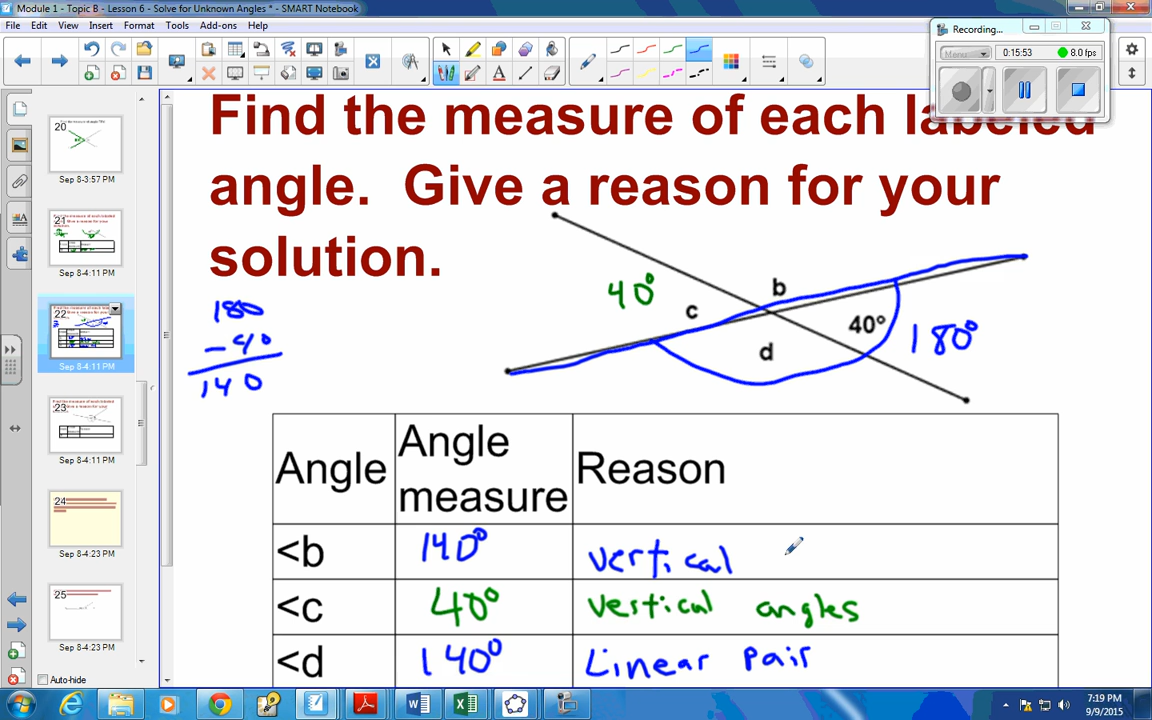 Module 1 - Topic B - Lesson 6 - Solve for Unknown Angles * - SMART Notebook
File Edit View Insert Format Tools Add-ons Help
Recording...
Menu
0:15:53
8.0 fps
20
Sep 8-3:57 PM
21
Sep 8-4:11 PM
22
Sep 8-4:11 PM
23
Sep 8-4:11 PM
24
Sep 8-4:23 PM
25
Sep 8-4:23 PM
Auto-hide
Find the measure of each labeled
angle. Give a reason for your
solution.
180
- 40
140
40°
b
c
40°
d
180°
Angle Angle measure Reason
<b 140° vertical
<c 40° vertical angles
<d 140° Linear pair
7:19 PM
9/9/2015